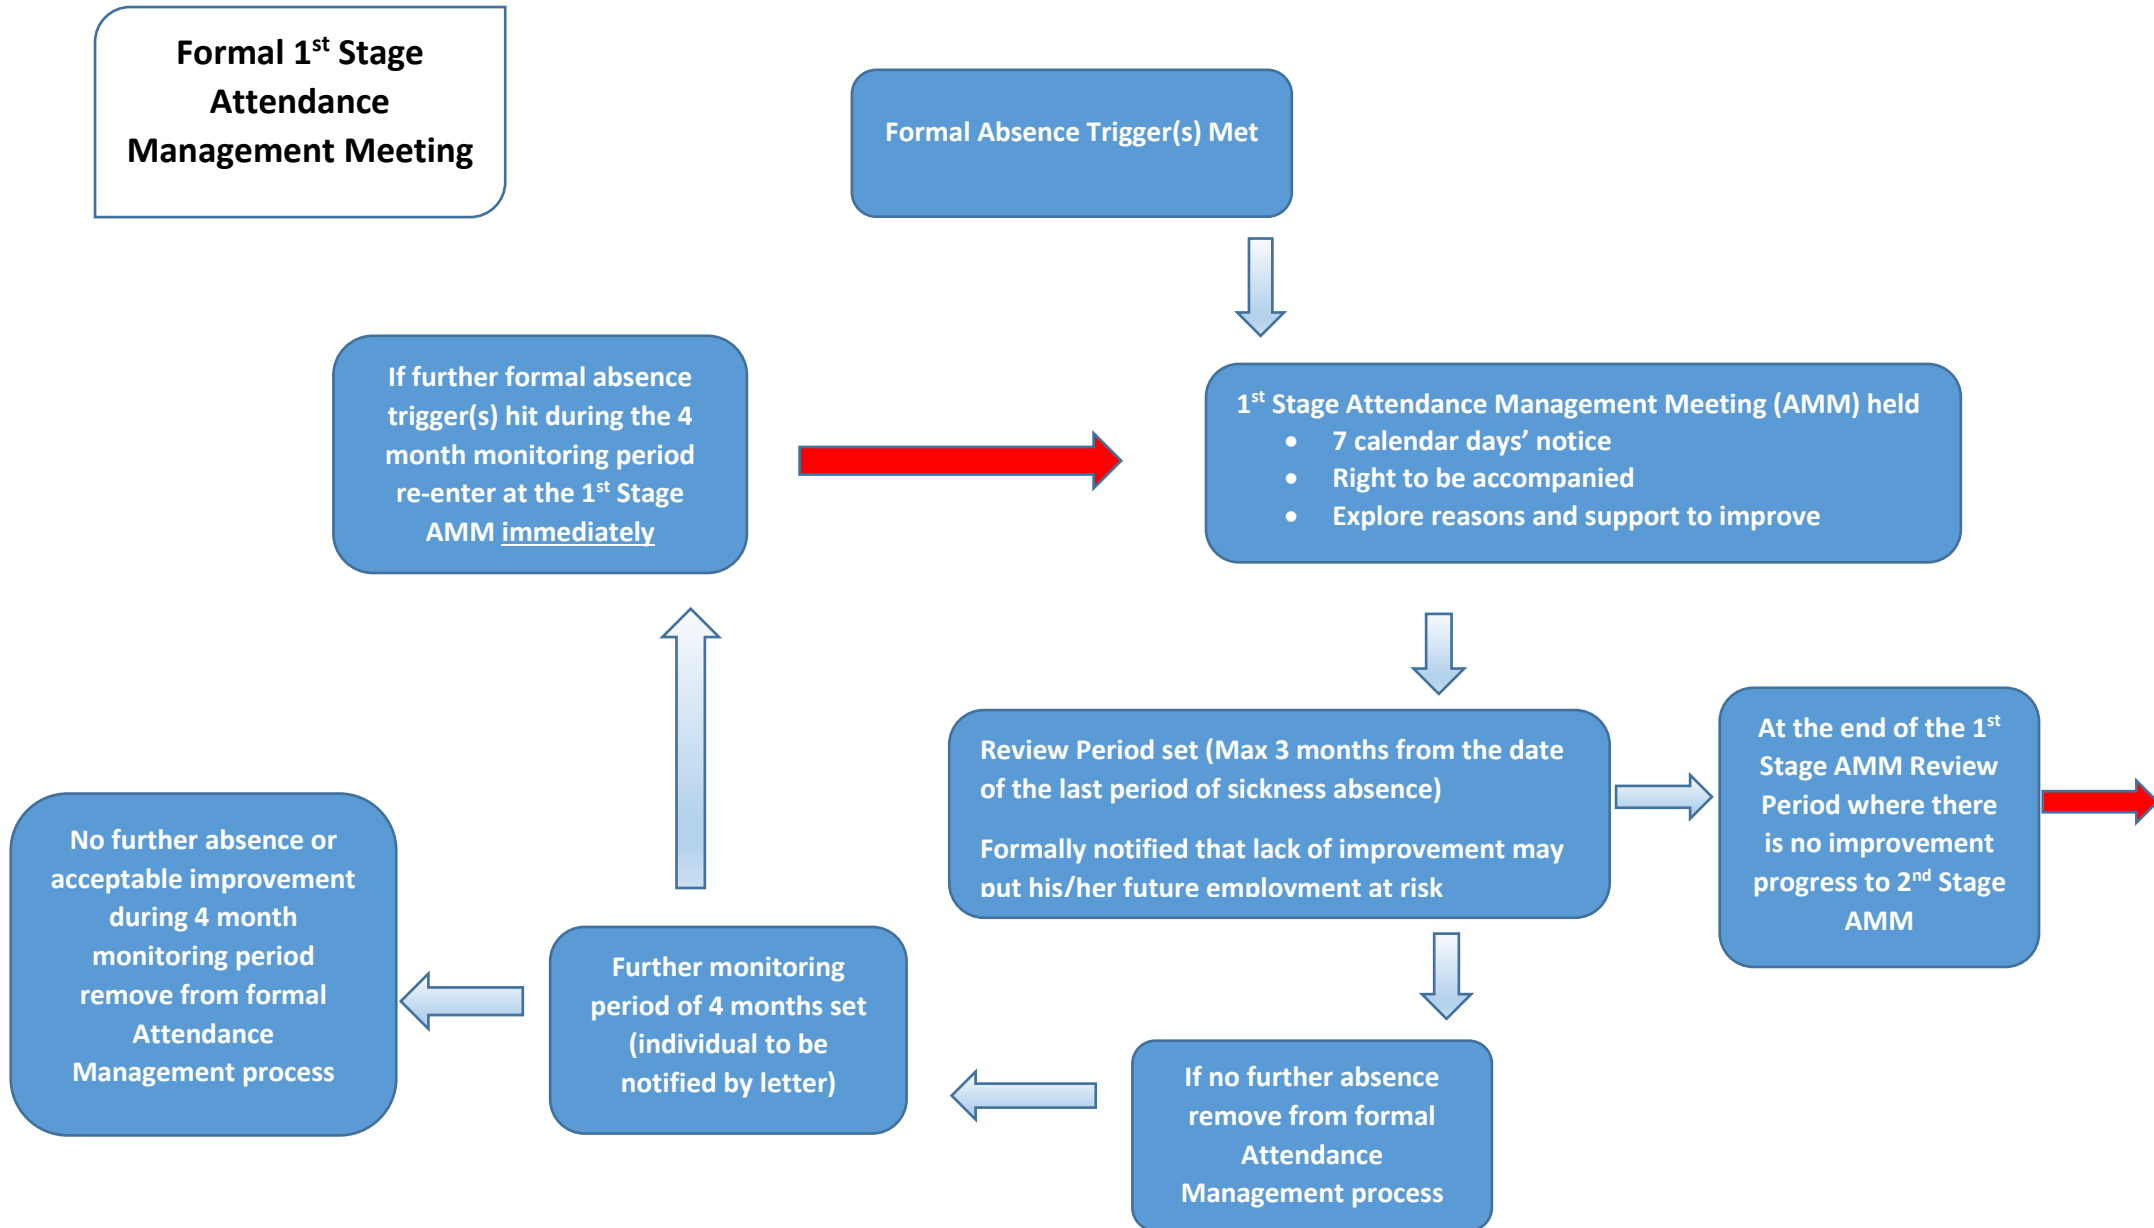 Formal 1st Stage
Attendance
Management Meeting
Formal Absence Trigger(s) Met
If further formal absence
trigger(s) hit during the 4
month monitoring period
re-enter at the 1st Stage
AMM immediately
1st Stage Attendance Management Meeting (AMM) held
• 7 calendar days’ notice
• Right to be accompanied
• Explore reasons and support to improve
Review Period set (Max 3 months from the date
of the last period of sickness absence)
Formally notified that lack of improvement may
put his/her future employment at risk
At the end of the 1st
Stage AMM Review
Period where there
is no improvement
progress to 2nd Stage
AMM
No further absence or
acceptable improvement
during 4 month
monitoring period
remove from formal
Attendance
Management process
Further monitoring
period of 4 months set
(individual to be
notified by letter)
If no further absence
remove from formal
Attendance
Management process